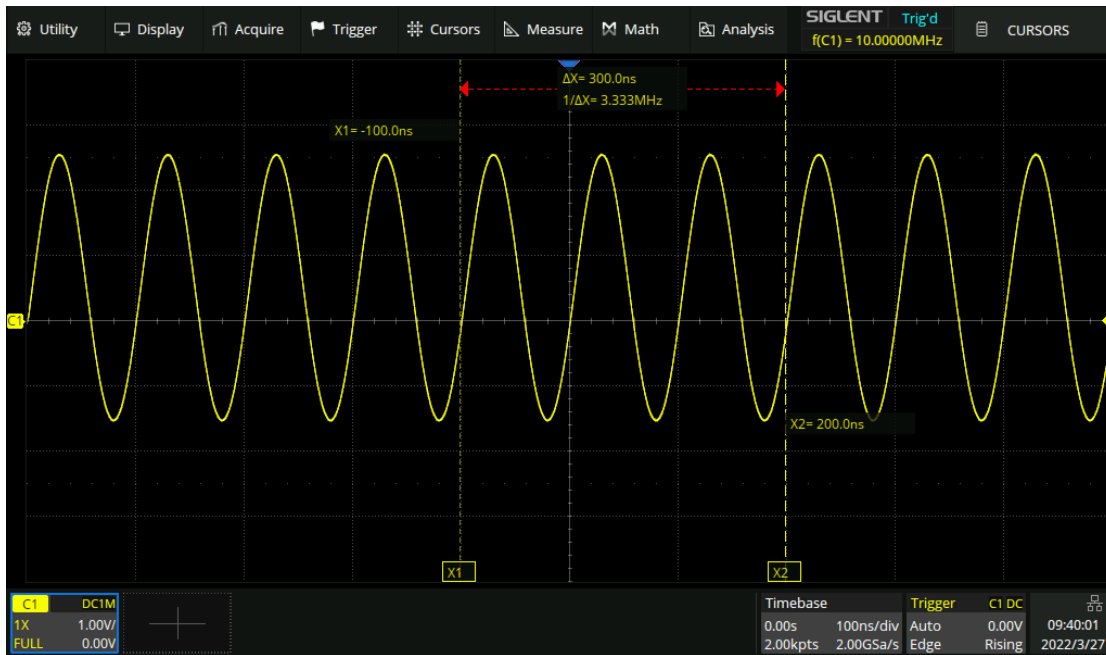 Utility Display Acquire Trigger Cursors Measure Math Analysis SIGLENT Trig'd
f(C1) = 10.00000MHz CURSORS
ΔX= 300.0ns
1/ΔX= 3.333MHz
X1= -100.0ns
C1
X2= 200.0ns
X1 X2
C1 DC1M
1X 1.00V/
FULL 0.00V
Timebase
0.00s 100ns/div
2.00kpts 2.00GSa/s
Trigger C1 DC
Auto 0.00V
Edge Rising
09:40:01
2022/3/27